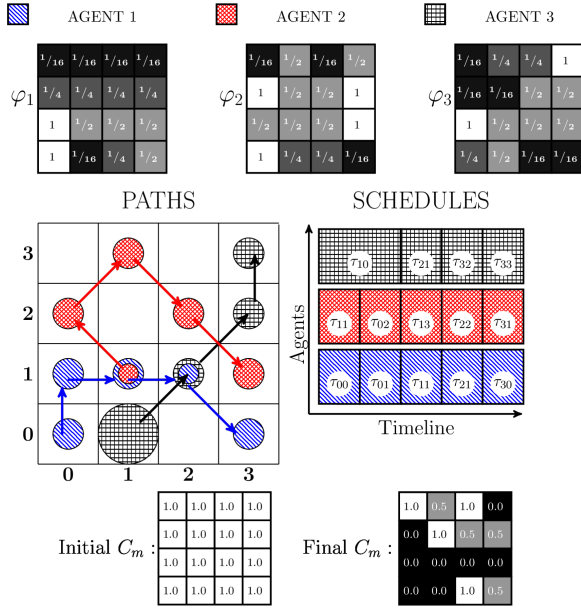 AGENT 1
AGENT 2
AGENT 3
φ₁
1/16 1/16 1/16 1/16
1/4 1/4 1/4 1/4
1 1/2 1/2 1/2
1 1/16 1/4 1/2
φ₂
1/16 1/2 1/16 1/2
1 1/2 1/2 1
1/2 1/2 1/2 1
1 1/4 1/4 1/16
φ₃
1/4 1/4 1/4 1
1/16 1/16 1/2 1/2
1 1/4 1/2 1/2
1/4 1/2 1/16 1/16
PATHS
3
2
1
0
0 1 2 3
SCHEDULES
Agents
τ₁₀ τ₂₁ τ₃₂ τ₃₃
τ₁₁ τ₀₂ τ₁₃ τ₂₂ τ₃₁
τ₀₀ τ₀₁ τ₁₁ τ₂₁ τ₃₀
Timeline
Initial Cₘ :
1.0 1.0 1.0 1.0
1.0 1.0 1.0 1.0
1.0 1.0 1.0 1.0
1.0 1.0 1.0 1.0
Final Cₘ :
1.0 0.5 1.0 0.0
0.0 1.0 0.5 0.5
0.0 0.0 0.0 0.0
0.0 0.0 1.0 0.5